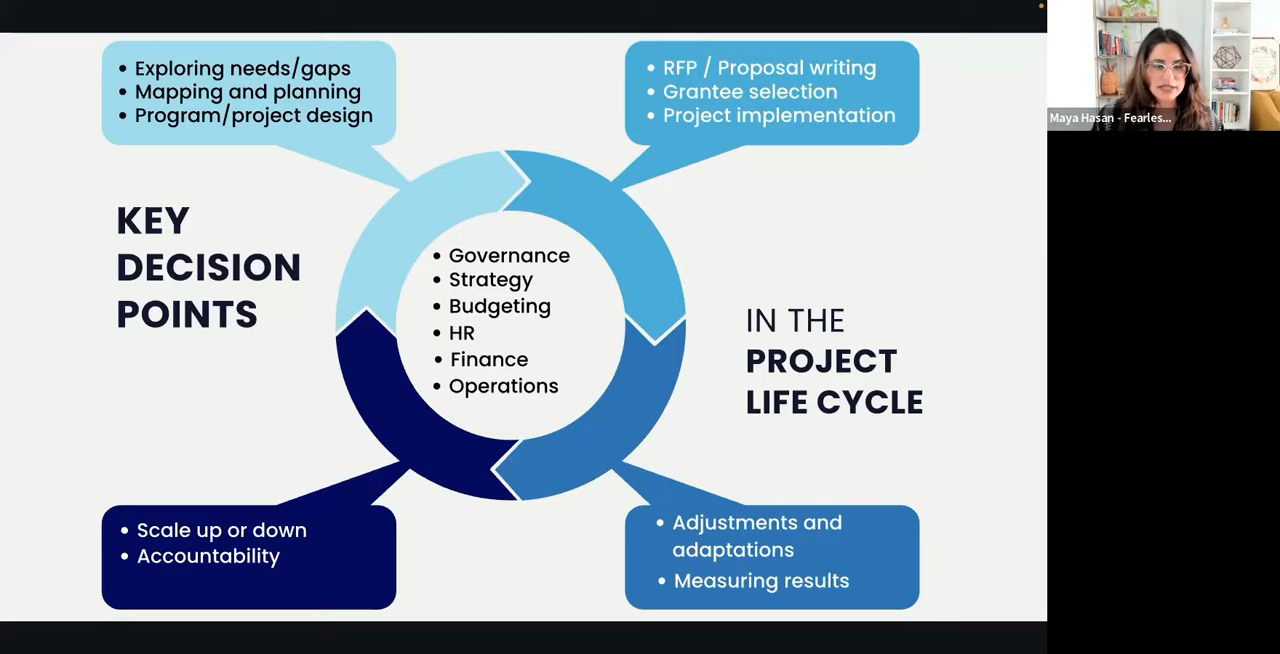 • Exploring needs/gaps
• Mapping and planning
• Program/project design
• RFP / Proposal writing
• Grantee selection
• Project implementation
Maya Hasan - Fearles...
KEY
DECISION
POINTS
• Governance
• Strategy
• Budgeting
• HR
• Finance
• Operations
IN THE
PROJECT
LIFE CYCLE
• Scale up or down
• Accountability
• Adjustments and
adaptations
• Measuring results